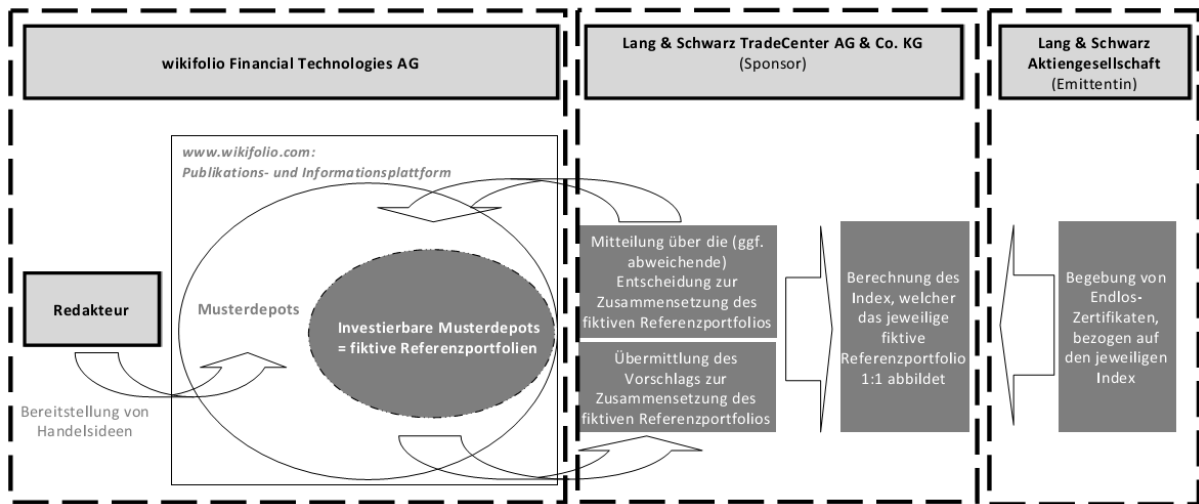 wikifolio Financial Technologies AG
Lang & Schwarz TradeCenter AG & Co. KG
(Sponsor)
Lang & Schwarz
Aktiengesellschaft
(Emittentin)
www.wikifolio.com:
Publikations- und Informationsplattform
Redakteur
Bereitstellung von
Handelsideen
Musterdepots
Investierbare Musterdepots
= fiktive Referenzportfolien
Mitteilung über die (ggf.
abweichende)
Entscheidung zur
Zusammensetzung des
fiktiven Referenzportfolios
Übermittlung des
Vorschlags zur
Zusammensetzung des
fiktiven Referenzportfolios
Berechnung des
Index, welcher
das jeweilige
fiktive
Referenzportfolio
1:1 abbildet
Begebung von
Endlos-
Zertifikaten,
bezogen auf
den jeweiligen
Index